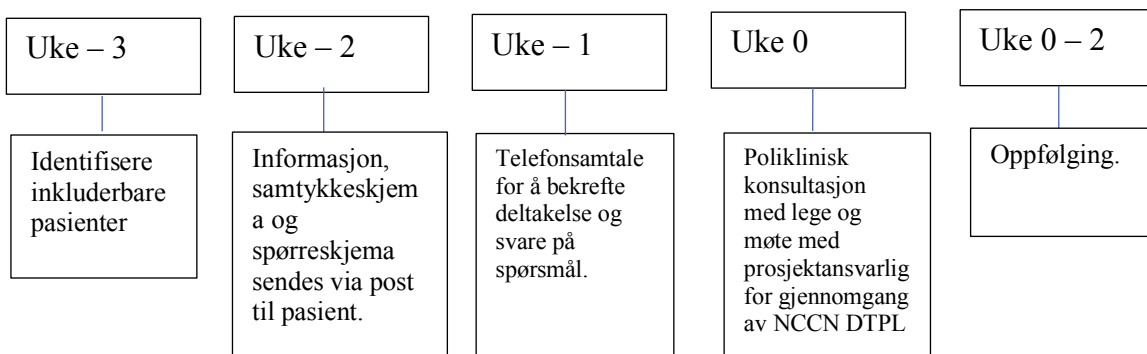 Uke – 3
Uke – 2
Uke – 1
Uke 0
Uke 0 – 2
Identifisere
inkluderbare
pasienter
Informasjon,
samtykkeskjem
a og
spørreskjema
sendes via post
til pasient.
Telefonsamtale
for å bekrefte
deltakelse og
svare på
spørsmål.
Poliklinisk
konsultasjon
med lege og
møte med
prosjektansvarlig
for gjennomgang
av NCCN DTPL
Oppfølging.